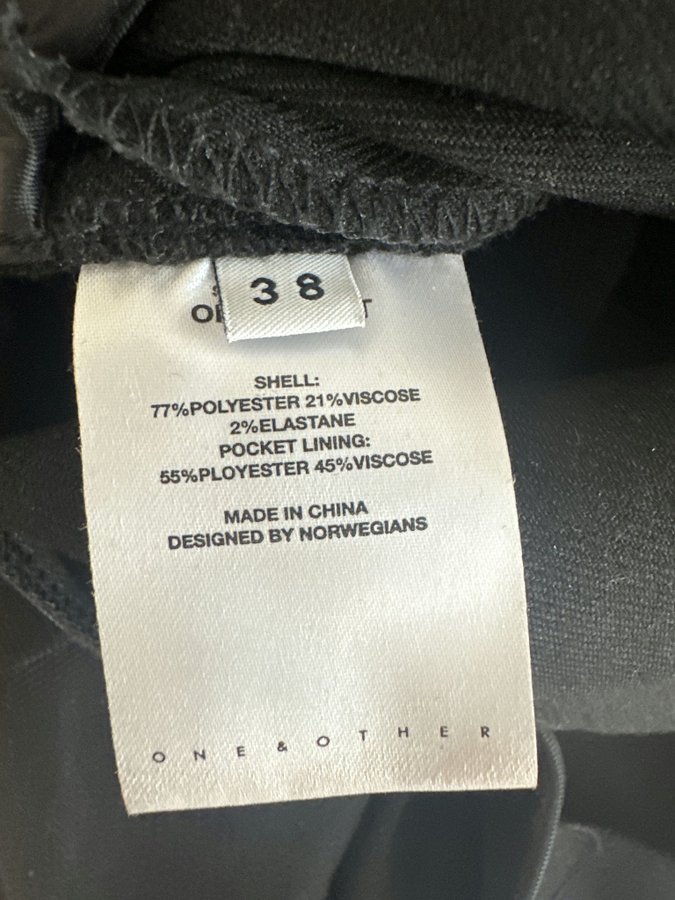 38
SHELL:
77%POLYESTER 21%VISCOSE
2%ELASTANE
POCKET LINING:
55%PLOYESTER 45%VISCOSE
MADE IN CHINA
DESIGNED BY NORWEGIANS
ONE & OTHER